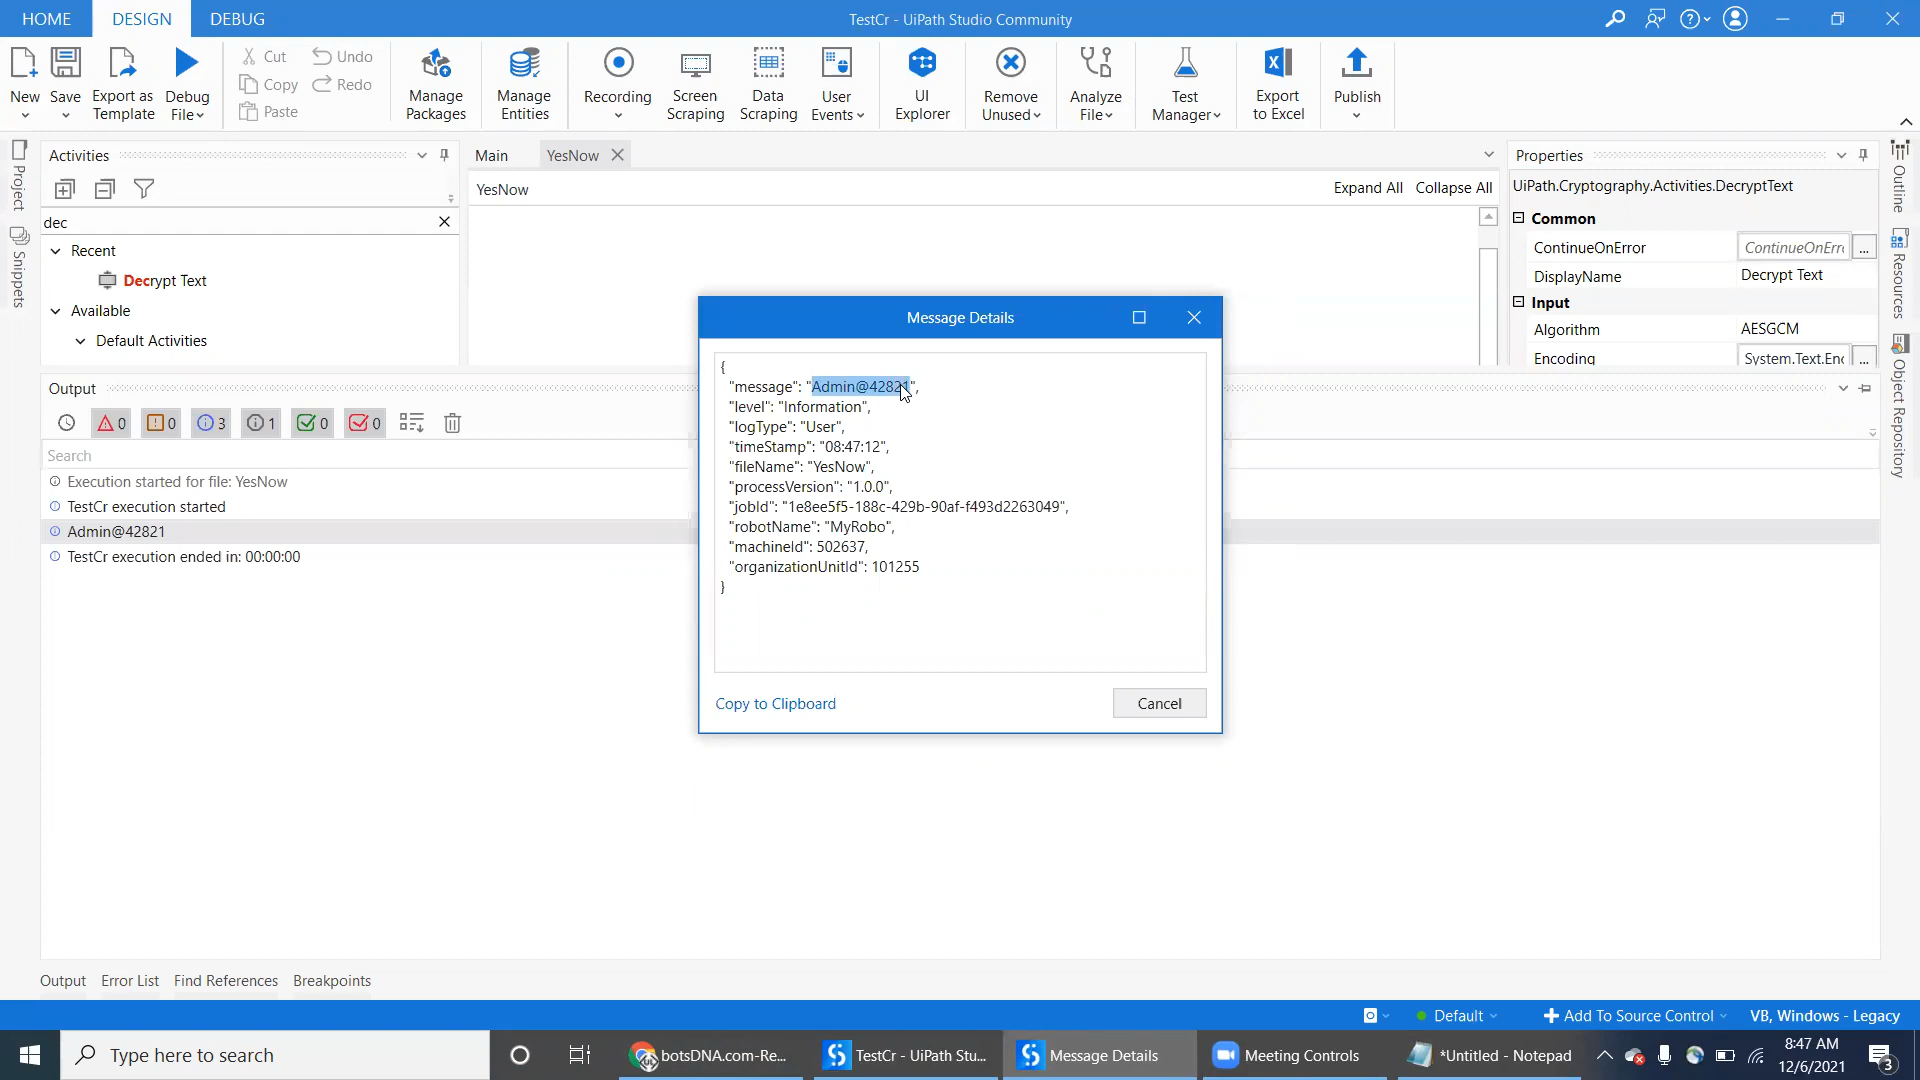 HOME DESIGN DEBUG TestCr - UiPath Studio Community
New Save Export as Template Debug File
Cut Copy Paste Undo Redo
Manage Packages Manage Entities Recording Screen Scraping Data Scraping User Events UI Explorer Remove Unused Analyze File Test Manager Export to Excel Publish
Project
Snippets
Activities
dec
Recent
Decrypt Text
Available
Default Activities
Main YesNow
YesNow Expand All Collapse All
Properties
UiPath.Cryptography.Activities.DecryptText
Common
ContinueOnError ContinueOnErr ...
DisplayName Decrypt Text
Input
Algorithm AESGCM
Encoding System.Text.Enc ...
Outline
Resources
Object Repository
Output
0 0 3 1 0 0
Search
Execution started for file: YesNow
TestCr execution started
Admin@42821
TestCr execution ended in: 00:00:00
Message Details
{
"message": "Admin@42821",
"level": "Information",
"logType": "User",
"timeStamp": "08:47:12",
"fileName": "YesNow",
"processVersion": "1.0.0",
"jobId": "1e8ee5f5-188c-429b-90af-f493d2263049",
"robotName": "MyRobo",
"machineId": 502637,
"organizationUnitId": 101255
}
Copy to Clipboard Cancel
Output Error List Find References Breakpoints
Default Add To Source Control VB, Windows - Legacy
Type here to search botsDNA.com-Re... TestCr - UiPath Stu... Message Details Meeting Controls *Untitled - Notepad
8:47 AM
12/6/2021
3